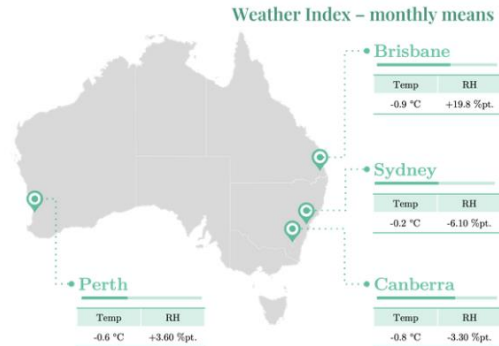 Weather Index – monthly means
Brisbane
Temp RH
-0.9 °C +19.8 %pt.
Sydney
Temp RH
-0.2 °C -6.10 %pt.
Perth
Temp RH
-0.6 °C +3.60 %pt.
Canberra
Temp RH
-0.8 °C -3.30 %pt.